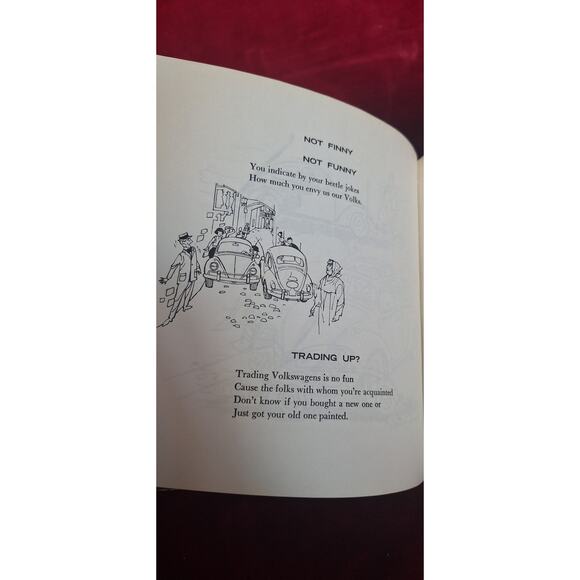 NOT FINNY
NOT FUNNY
You indicate by your beetle jokes
How much you envy us our Volks.
TRADING UP?
Trading Volkswagens is no fun
Cause the folks with whom you're acquainted
Don't know if you bought a new one or
Just got your old one painted.